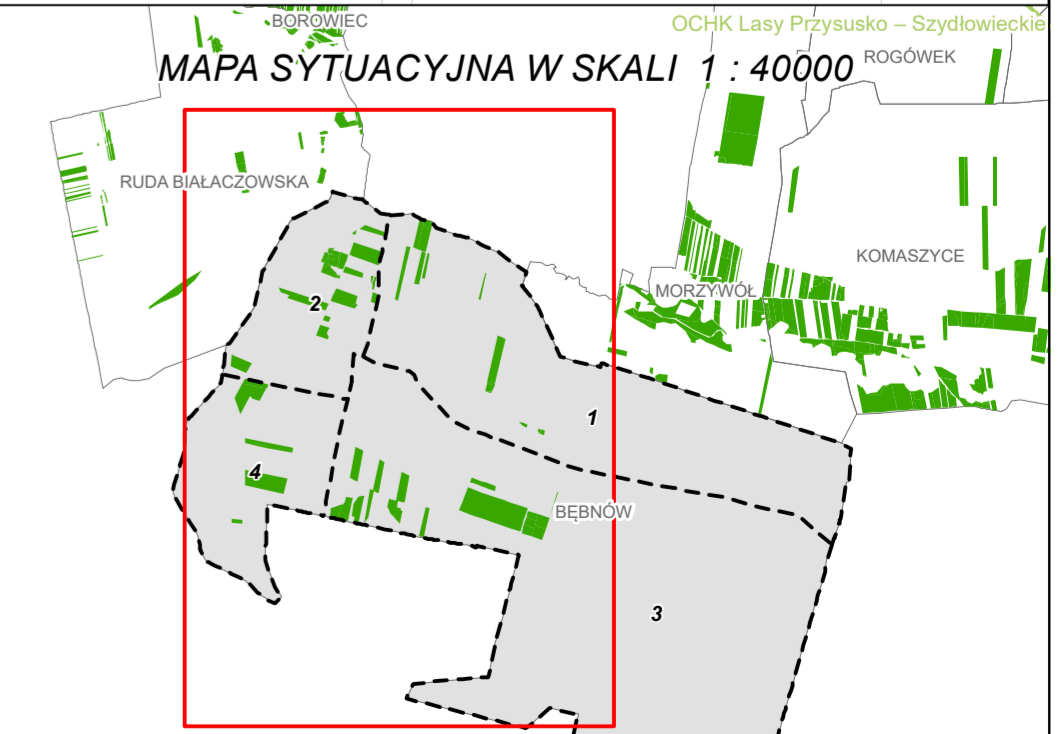 BOROWIEC
OCHK Lasy Przysusko – Szydłowieckie
MAPA SYTUACYJNA W SKALI 1 : 40000
ROGÓWEK
RUDA BIAŁACZOWSKA
KOMASZYCE
MORZYWÓŁ
2
1
4
BĘBNÓW
3